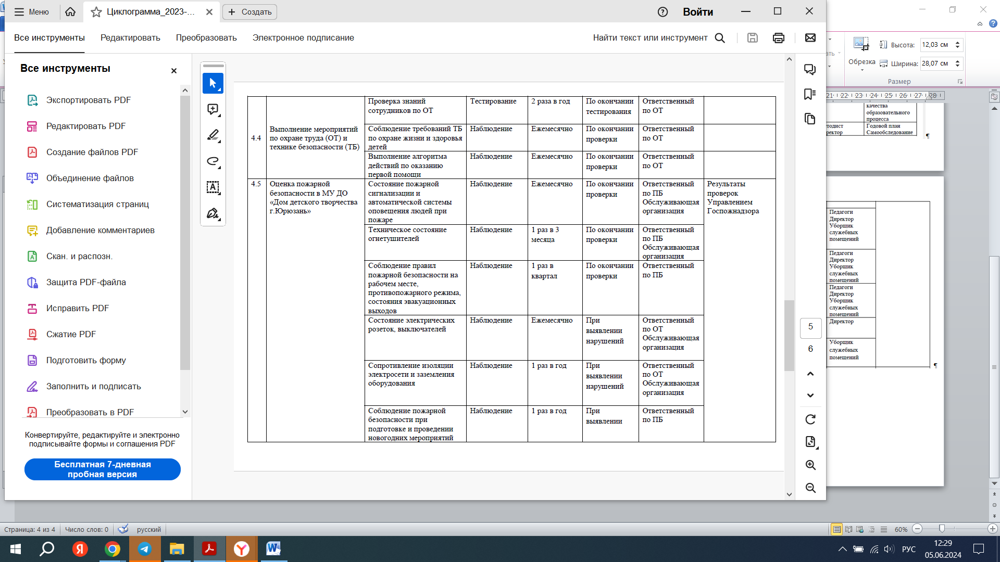 Меню
Циклограмма_2023-...
Создать
Войти
Все инструменты
Редактировать
Преобразовать
Электронное подписание
Найти текст или инструмент
Все инструменты
Экспортировать PDF
Редактировать PDF
Создание файлов PDF
Объединение файлов
Систематизация страниц
Добавление комментариев
Скан. и распозн.
Защита PDF-файла
Исправить PDF
Сжатие PDF
Подготовить форму
Заполнить и подписать
Преобразовать в PDF
Конвертируйте, редактируйте и электронно
подписывайте формы и соглашения PDF
Бесплатная 7-дневная
пробная версия
4.4
Выполнение мероприятий
по охране труда (ОТ) и
технике безопасности (ТБ)
Проверка знаний
сотрудников по ОТ
Тестирование
2 раза в год
По окончании
тестирования
Ответственный
по ОТ
Соблюдение требований ТБ
по охране жизни и здоровья
детей
Наблюдение
Ежемесячно
По окончании
проверки
Ответственный
по ОТ
Выполнение алгоритма
действий по оказанию
первой помощи
Наблюдение
Ежемесячно
По окончании
проверки
Ответственный
по ОТ
4.5
Оценка пожарной
безопасности в МУ ДО
«Дом детского творчества
г.Юрюзань»
Состояние пожарной
сигнализации и
автоматической системы
оповещения людей при
пожаре
Наблюдение
Ежемесячно
По окончании
проверки
Ответственный
по ПБ
Обслуживающая
организация
Результаты
проверок
Управлением
Госпожнадзора
Техническое состояние
огнетушителей
Наблюдение
1 раз в 3
месяца
По окончании
проверки
Ответственный
по ПБ
Обслуживающая
организация
Соблюдение правил
пожарной безопасности на
рабочем месте,
противопожарного режима,
состояния эвакуационных
выходов
Наблюдение
1 раз в
квартал
По окончании
проверки
Ответственный
по ПБ
Состояние электрических
розеток, выключателей
Наблюдение
Ежемесячно
При
выявлении
нарушений
Ответственный
по ОТ
Обслуживающая
организация
Сопротивление изоляции
электросети и заземления
оборудования
Наблюдение
1 раз в год
При
выявлении
нарушений
Ответственный
по ОТ
Обслуживающая
организация
Соблюдение пожарной
безопасности при
подготовке и проведении
новогодних мероприятий
Наблюдение
1 раз в год
При
выявлении
Ответственный
по ПБ
5
6
Обрезка
Высота:
12,03 см
Ширина:
28,07 см
Размер
21 22 23 24 25 26 27 28
качества
образовательного
процесса
тодист
ректор
Годовой план
Самообследование
¶
Педагоги
Директор
Уборщик
служебных
помещений
Педагоги
Директор
Уборщик
служебных
помещений
Педагоги
Директор
Уборщик
служебных
помещений
Директор
Уборщик
служебных
помещений
¶
Страница: 4 из 4
Число слов: 0
русский
60%
РУС
12:29
05.06.2024